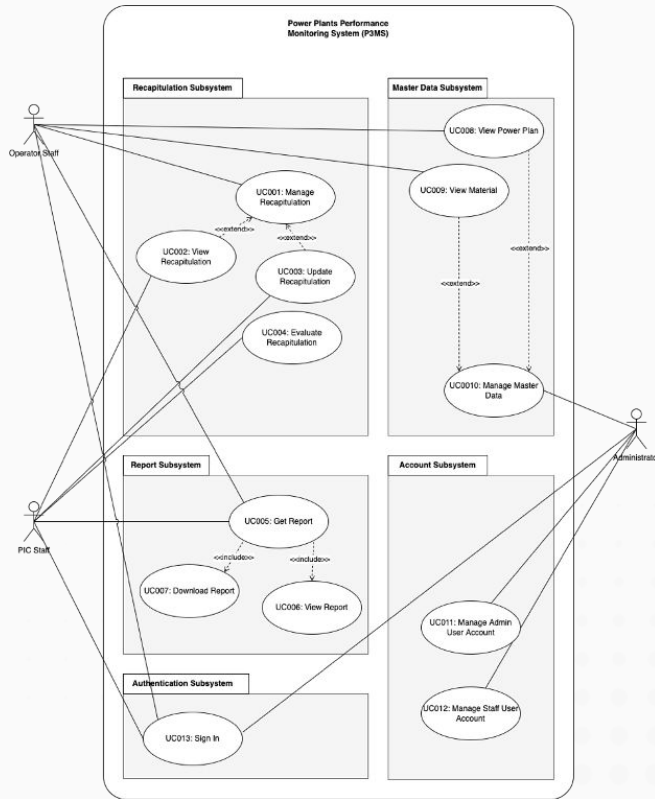 Power Plants Performance
Monitoring System (P3MS)
Recapitulation Subsystem
Master Data Subsystem
UC008: View Power Plan
Operator Staff
UC009: View Material
UC001: Manage
Recapitulation
<<extend>>
<<extend>>
UC002: View
Recapitulation
UC003: Update
Recapitulation
<<extend>>
<<extend>>
UC004: Evaluate
Recapitulation
UC0010: Manage Master
Data
Administrato
Report Subsystem
Account Subsystem
UC005: Get Report
PIC Staff
<<include>>
<<include>>
UC007: Download Report
UC006: View Report
UC011: Manage Admin
User Account
Authentication Subsystem
UC012: Manage Staff User
Account
UC013: Sign In